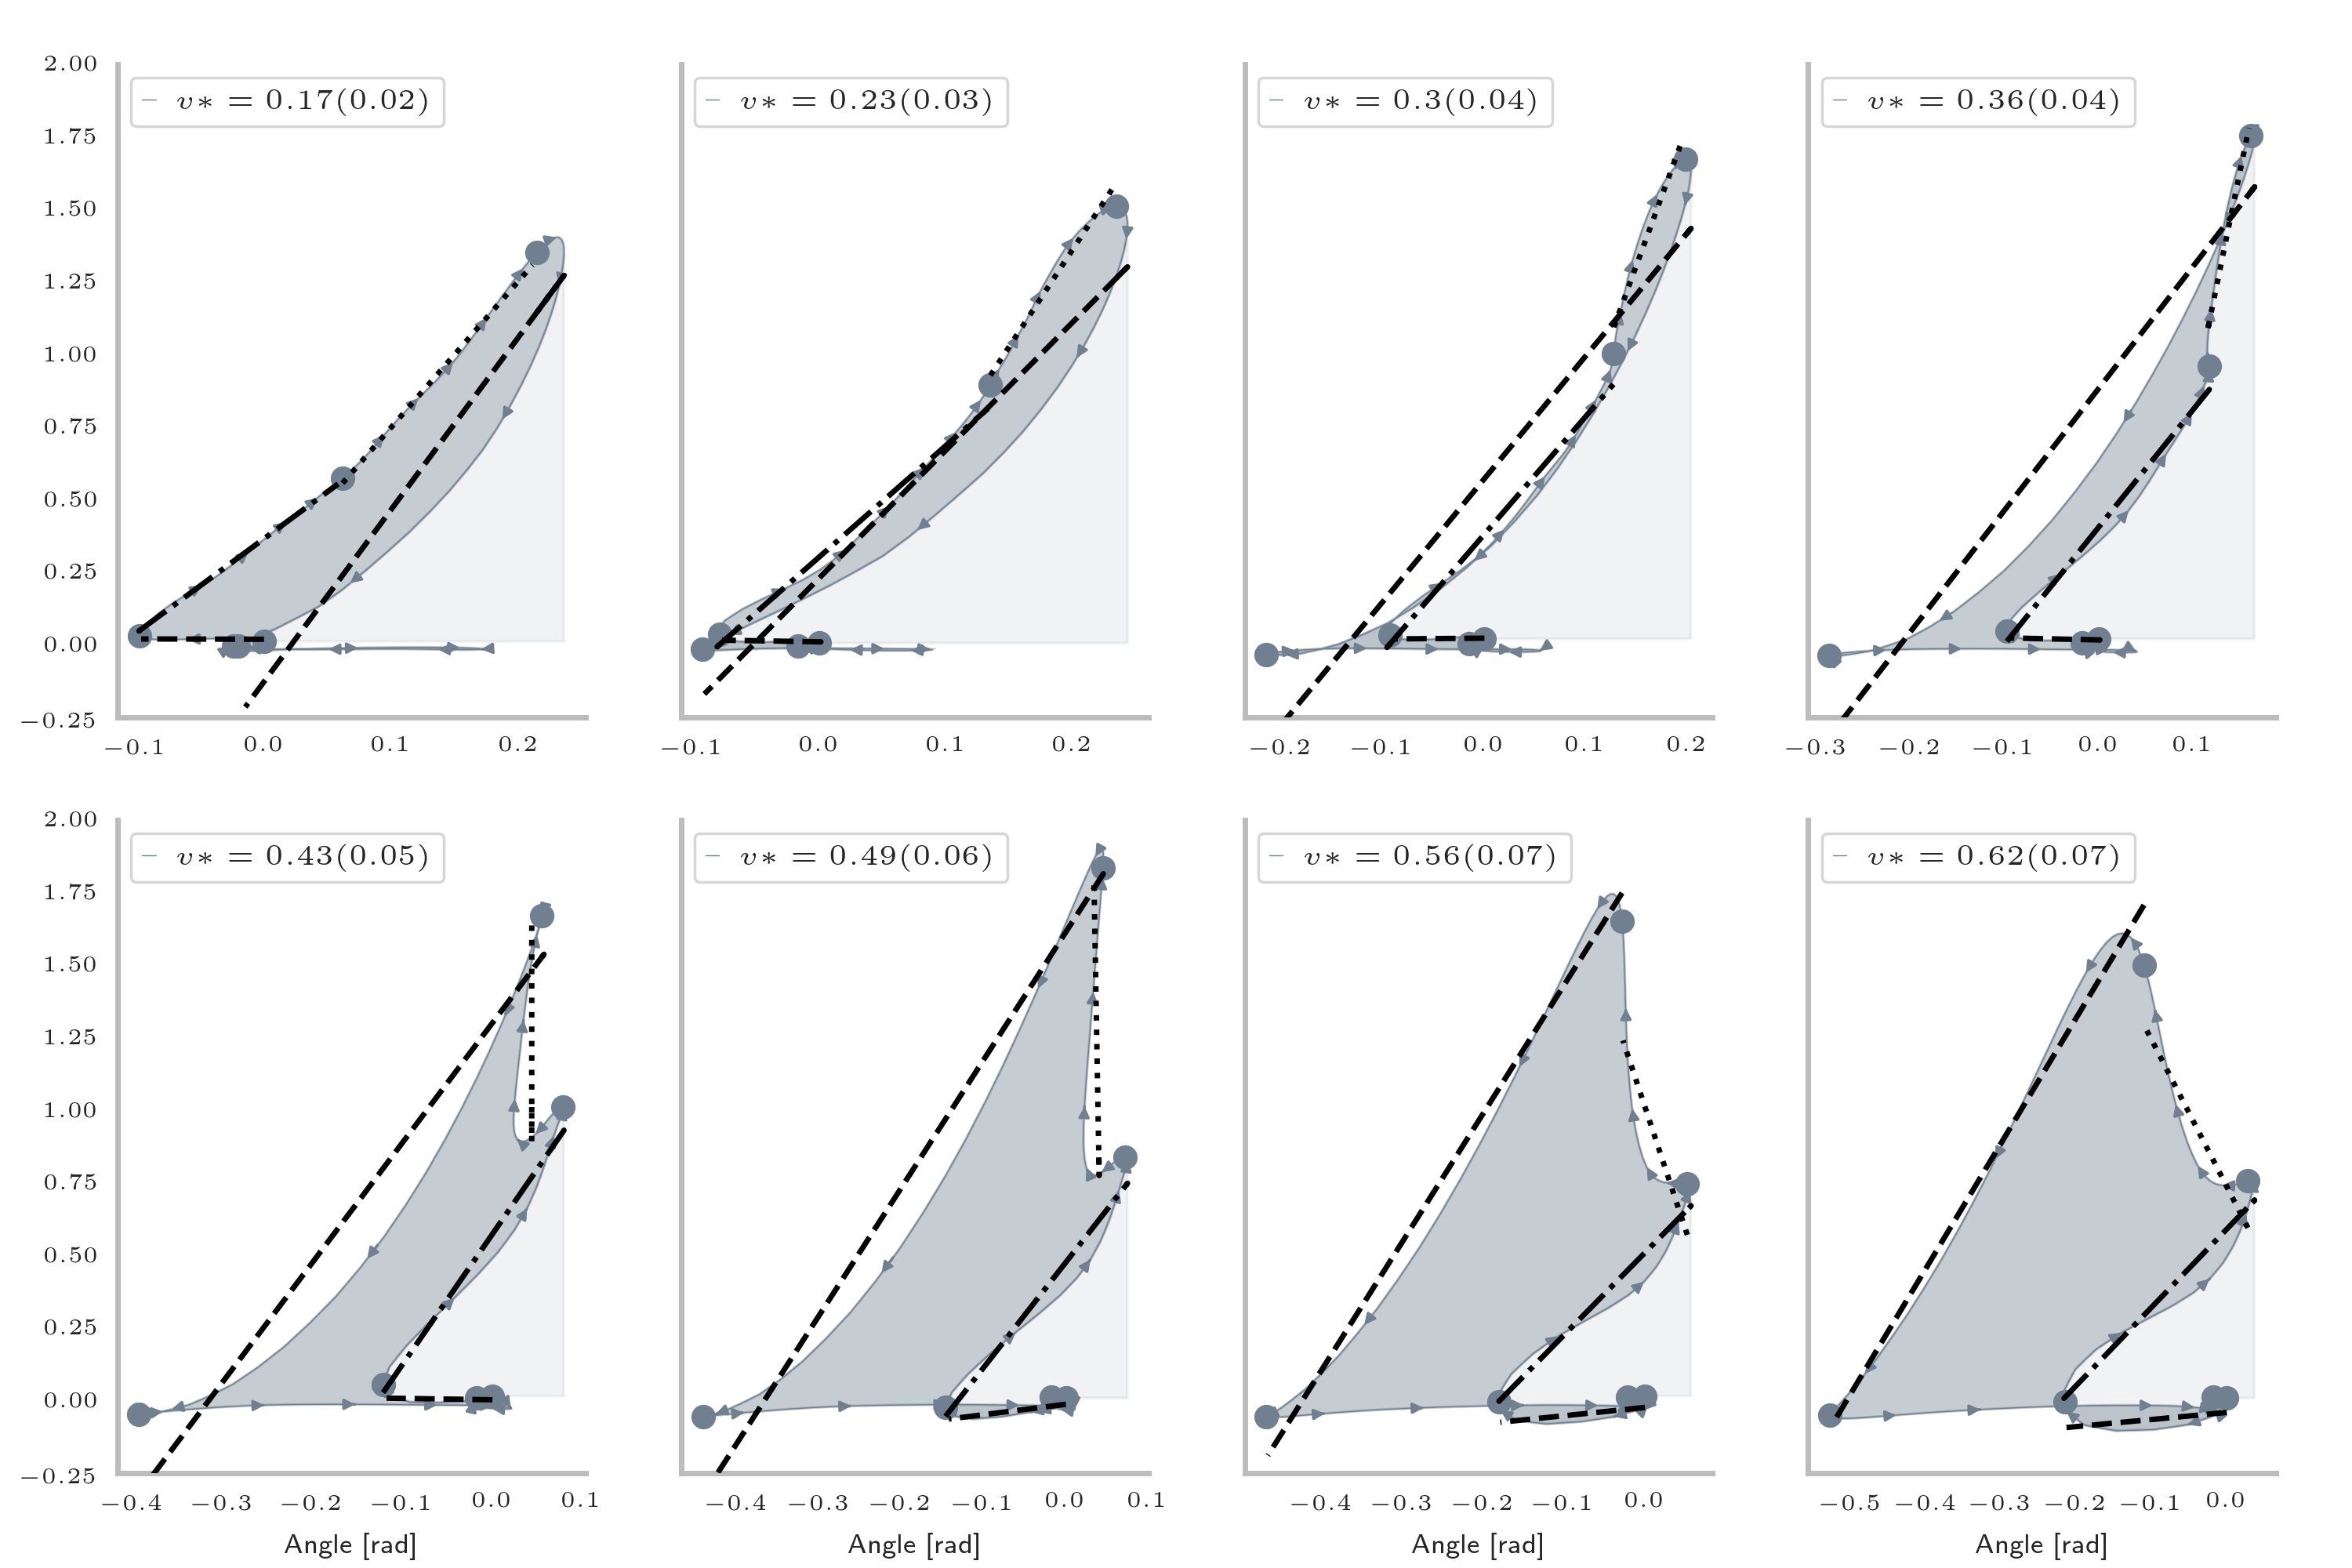 2.00
1.75
1.50
1.25
1.00
0.75
0.50
0.25
0.00
−0.25
v∗ = 0.17(0.02)
−0.1 0.0 0.1 0.2
v∗ = 0.23(0.03)
−0.1 0.0 0.1 0.2
v∗ = 0.3(0.04)
−0.2 −0.1 0.0 0.1 0.2
v∗ = 0.36(0.04)
−0.3 −0.2 −0.1 0.0 0.1
2.00
1.75
1.50
1.25
1.00
0.75
0.50
0.25
0.00
−0.25
v∗ = 0.43(0.05)
−0.4 −0.3 −0.2 −0.1 0.0 0.1
Angle [rad]
v∗ = 0.49(0.06)
−0.4 −0.3 −0.2 −0.1 0.0 0.1
Angle [rad]
v∗ = 0.56(0.07)
−0.4 −0.3 −0.2 −0.1 0.0
Angle [rad]
v∗ = 0.62(0.07)
−0.5 −0.4 −0.3 −0.2 −0.1 0.0
Angle [rad]